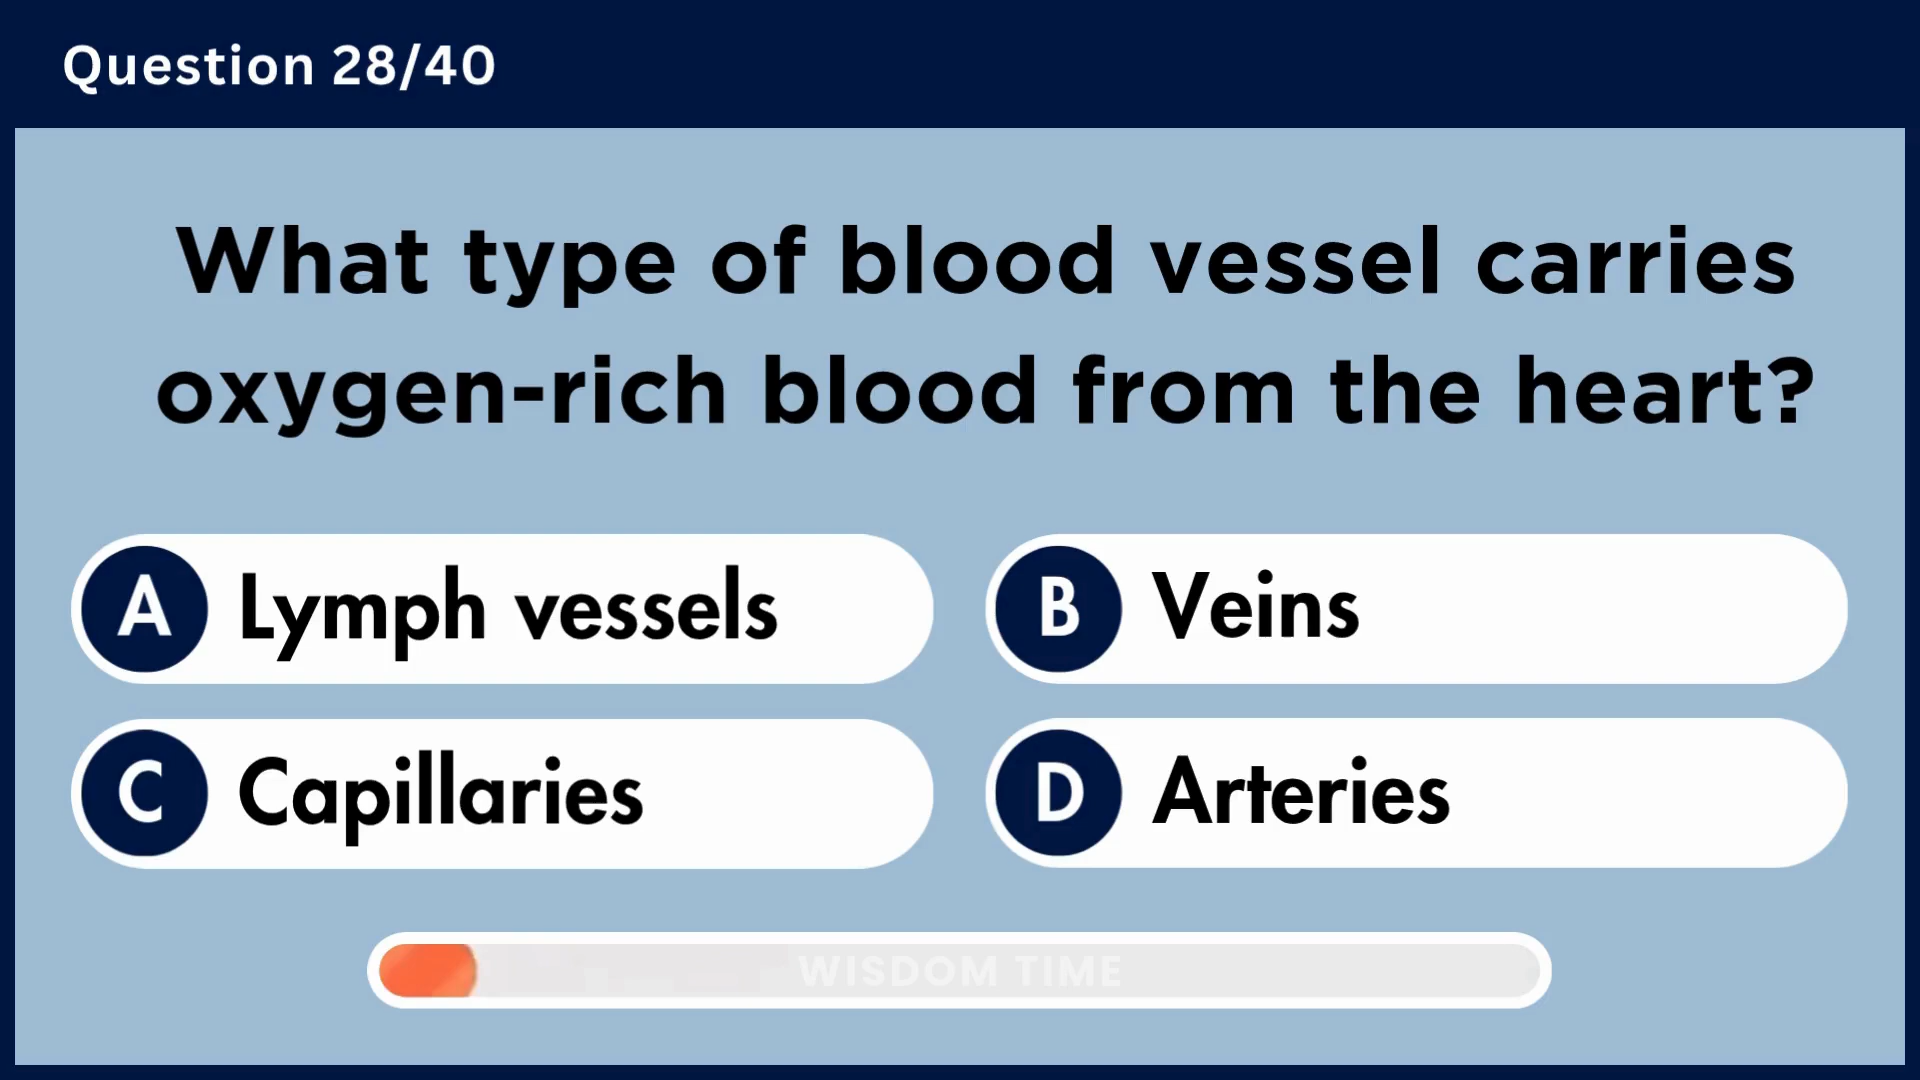 Question 28/40
What type of blood vessel carries
oxygen-rich blood from the heart?
A Lymph vessels
B Veins
C Capillaries
D Arteries
WISDOM TIME